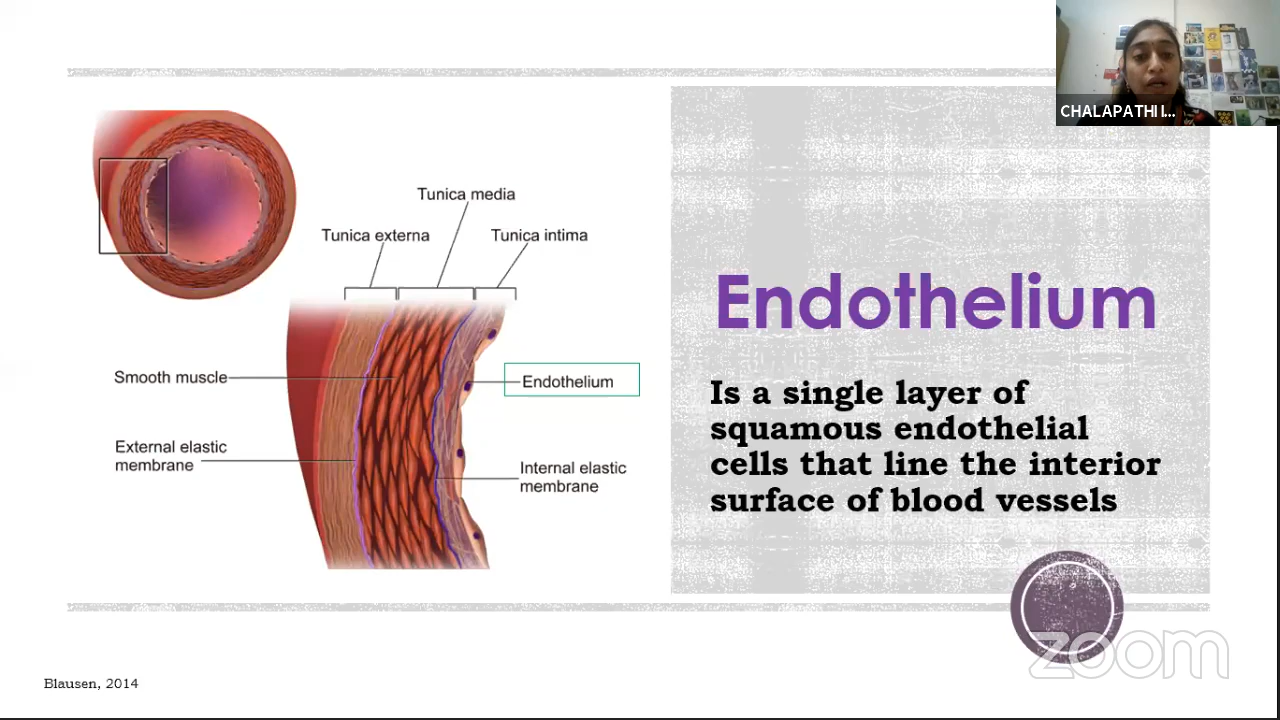 CHALAPATHI I...
Tunica media
Tunica externa
Tunica intima
Smooth muscle
Endothelium
External elastic
membrane
Internal elastic
membrane
Endothelium
Is a single layer of
squamous endothelial
cells that line the interior
surface of blood vessels
zoom
Blausen, 2014